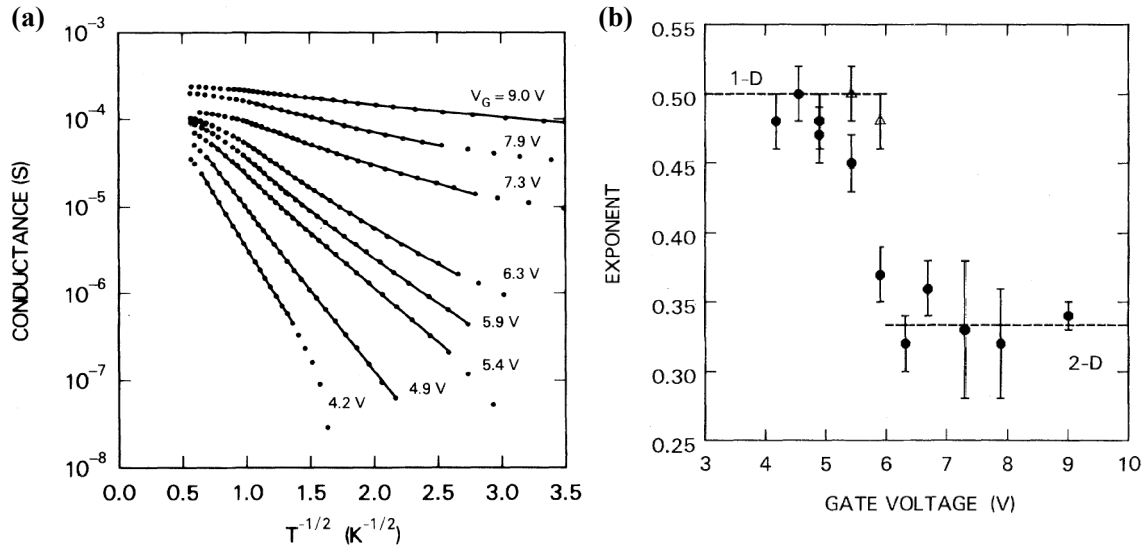 (a)
10⁻³
10⁻⁴
10⁻⁵
10⁻⁶
10⁻⁷
10⁻⁸
CONDUCTANCE (S)
V_G = 9.0 V
7.9 V
7.3 V
6.3 V
5.9 V
5.4 V
4.9 V
4.2 V
0.0 0.5 1.0 1.5 2.0 2.5 3.0 3.5
T⁻¹/² (K⁻¹/²)
(b)
0.55
0.50
0.45
0.40
0.35
0.30
0.25
EXPONENT
1-D
2-D
3 4 5 6 7 8 9 10
GATE VOLTAGE (V)